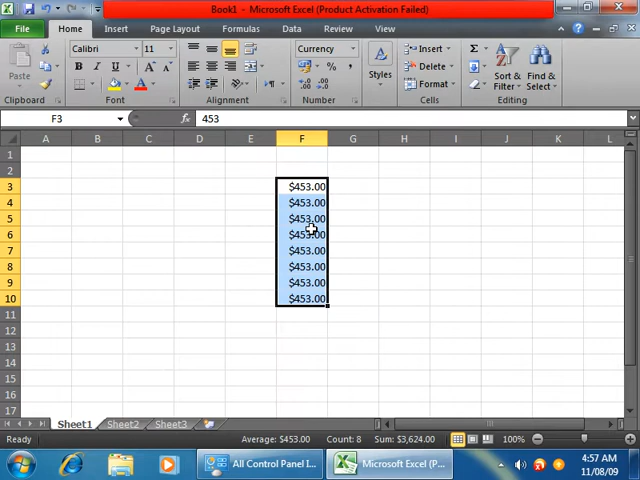 Book1 - Microsoft Excel (Product Activation Failed)
File Home Insert Page Layout Formulas Data Review View
Paste
Clipboard
Calibri 11
B I U
A
Font
Alignment
Currency
$ % ,
Number
Styles
Insert
Delete
Format
Cells
Σ
Sort & Filter
Find & Select
Editing
F3 fx 453
A B C D E F G H I J K L
1
2
3 $453.00
4 $453.00
5 $453.00
6 $453.00
7 $453.00
8 $453.00
9 $453.00
10 $453.00
11
12
13
14
15
16
17
Sheet1 Sheet2 Sheet3
Ready Average: $453.00 Count: 8 Sum: $3,624.00 100%
All Control Panel I... Microsoft Excel (P...
4:57 AM
11/08/09